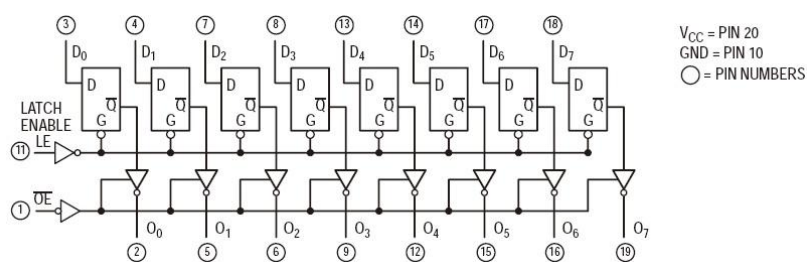 3 4 7 8 13 14 17 18
D0 D1 D2 D3 D4 D5 D6 D7
VCC = PIN 20
GND = PIN 10
○ = PIN NUMBERS
D D D D D D D D
Q̅ Q̅ Q̅ Q̅ Q̅ Q̅ Q̅ Q̅
G G G G G G G G
LATCH
ENABLE
LE
11
O̅E̅
1
O0 O1 O2 O3 O4 O5 O6 O7
2 5 6 9 12 15 16 19